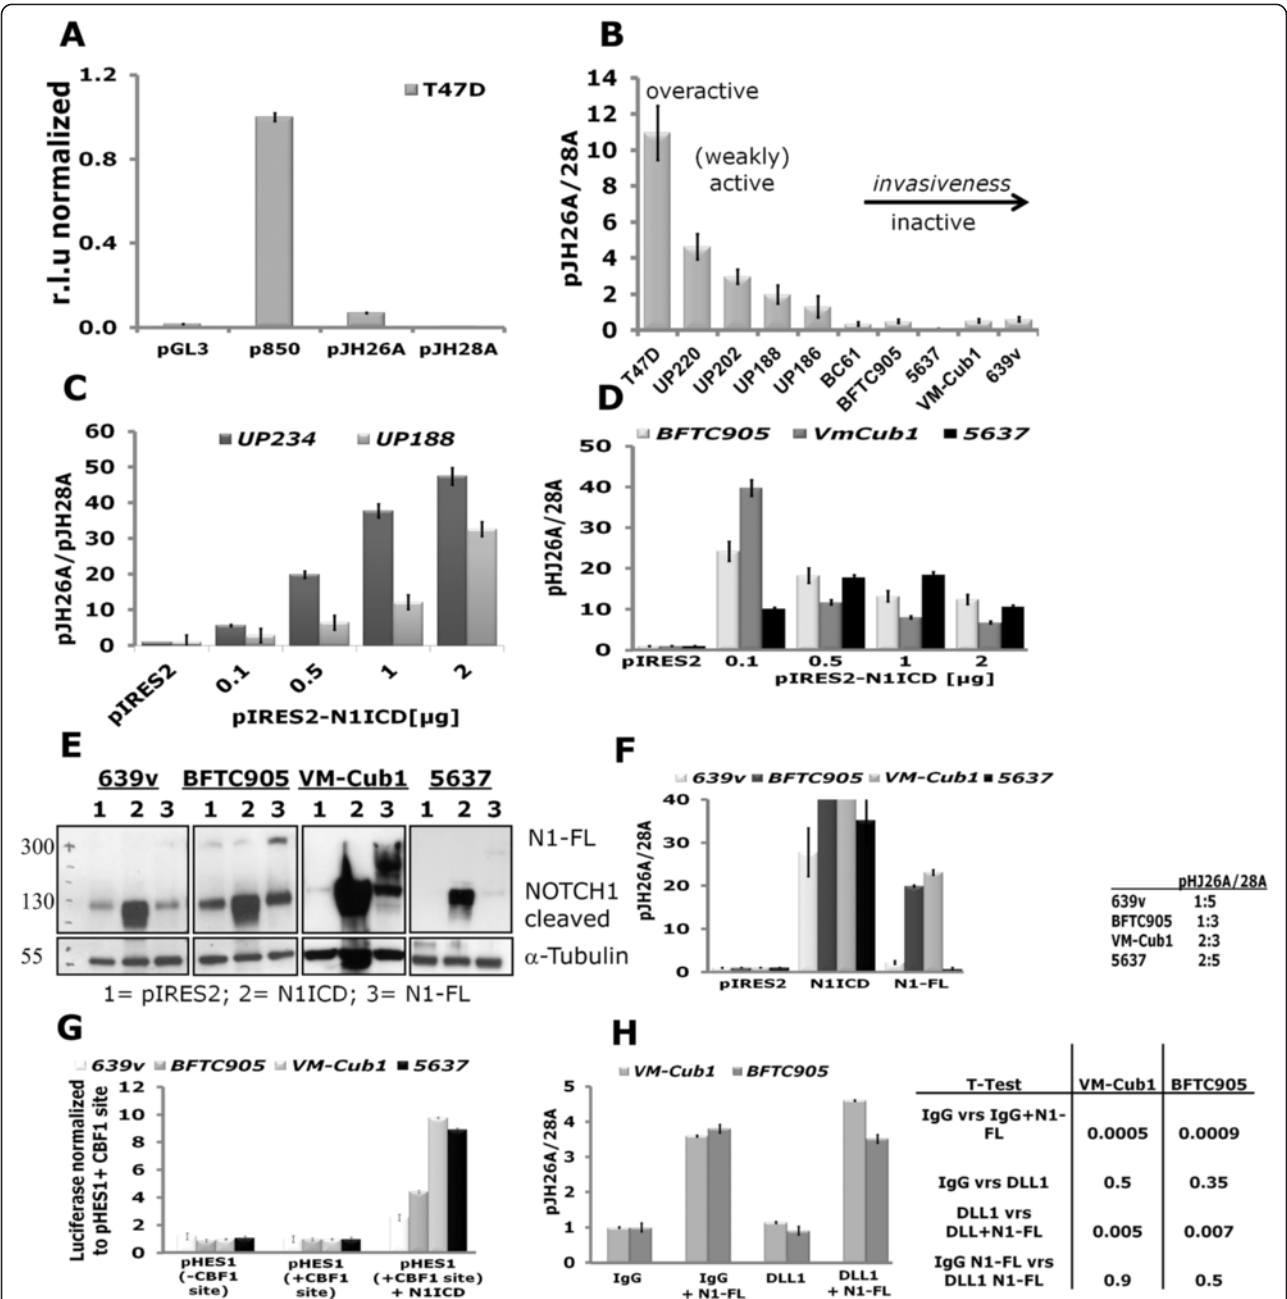 A
r.l.u normalized
1.2
0.8
0.4
0.0
T47D
pGL3 p850 pJH26A pJH28A
B
pJH26A/28A
14
12
10
8
6
4
2
0
overactive
(weakly)
active
invasiveness
inactive
T47D UP220 UP202 UP188 UP186 BC61 BFTC905 5637 VM-Cub1 639v
C
pJH26A/pJH28A
60
50
40
30
20
10
0
UP234 UP188
pIRES2 0.1 0.5 1 2
pIRES2-N1ICD[µg]
D
pHJ26A/28A
50
40
30
20
10
0
BFTC905 VmCub1 5637
pIRES2 0.1 0.5 1 2
pIRES2-N1ICD [µg]
E
639v BFTC905 VM-Cub1 5637
1 2 3 1 2 3 1 2 3 1 2 3
300
130
55
N1-FL
NOTCH1
cleaved
α-Tubulin
1= pIRES2; 2= N1ICD; 3= N1-FL
F
639v BFTC905 VM-Cub1 5637
pJH26A/28A
40
30
20
10
0
pIRES2 N1ICD N1-FL
pHJ26A/28A
639v 1:5
BFTC905 1:3
VM-Cub1 2:3
5637 2:5
G
639v BFTC905 VM-Cub1 5637
Luciferase normalized
to pHES1+ CBF1 site
12
10
8
6
4
2
0
pHES1 pHES1 pHES1
(-CBF1 (+CBF1 (+CBF1 site)
site) site) + N1ICD
H
VM-Cub1 BFTC905
pJH26A/28A
5
4
3
2
1
0
IgG IgG DLL1 DLL1
+ N1-FL + N1-FL
T-Test VM-Cub1 BFTC905
IgG vrs IgG+N1-
FL 0.0005 0.0009
IgG vrs DLL1 0.5 0.35
DLL1 vrs
DLL+N1-FL 0.005 0.007
IgG N1-FL vrs
DLL1 N1-FL 0.9 0.5